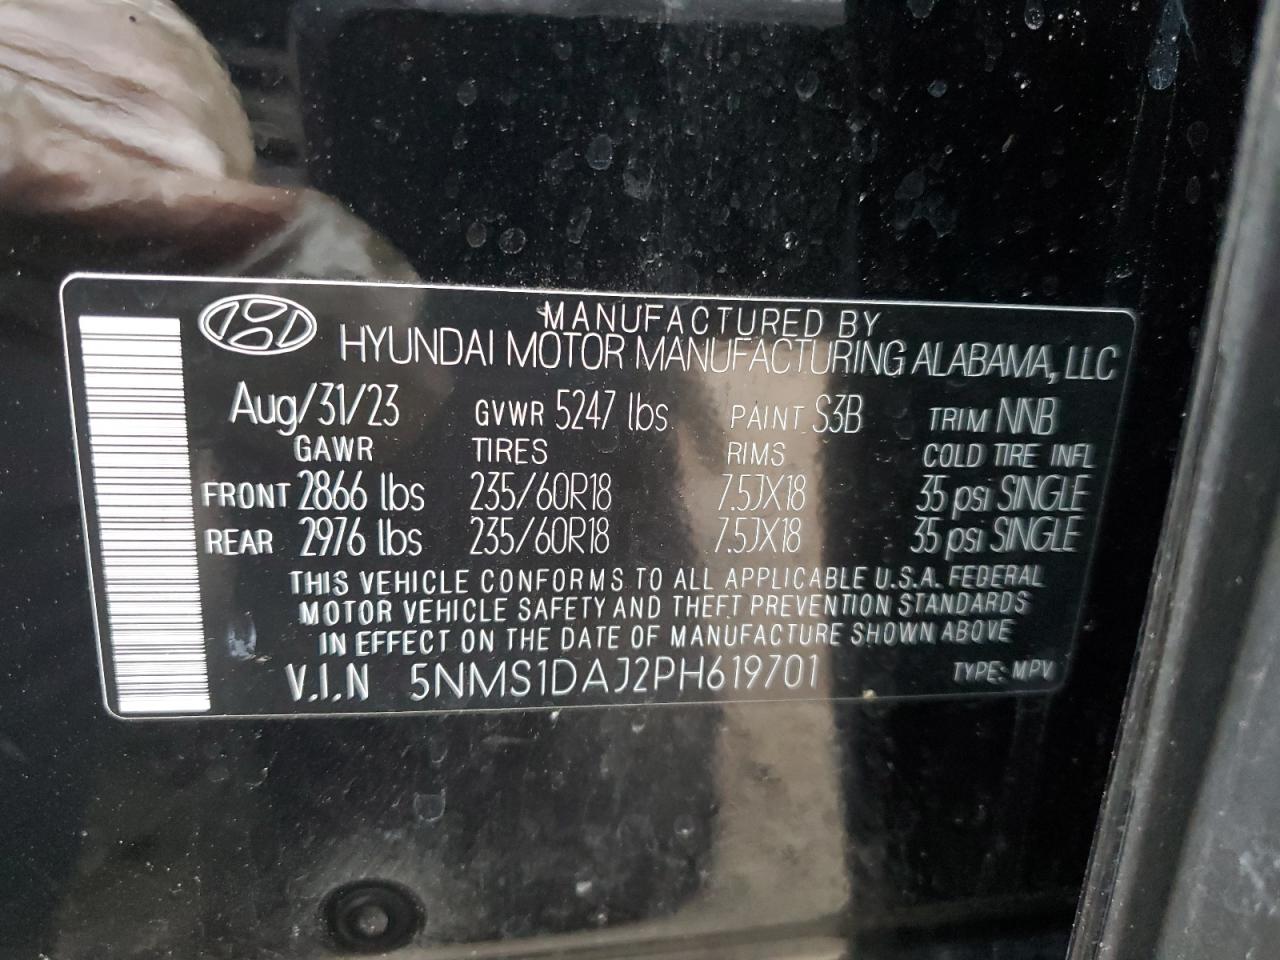 MANUFACTURED BY
HYUNDAI MOTOR MANUFACTURING ALABAMA, LLC
Aug/31/23 GVWR 5247 lbs PAINT S3B TRIM NNB
GAWR TIRES RIMS COLD TIRE INFL
FRONT 2866 lbs 235/60R18 7.5JX18 35 psi SINGLE
REAR 2976 lbs 235/60R18 7.5JX18 35 psi SINGLE
THIS VEHICLE CONFORMS TO ALL APPLICABLE U.S.A. FEDERAL
MOTOR VEHICLE SAFETY AND THEFT PREVENTION STANDARDS
IN EFFECT ON THE DATE OF MANUFACTURE SHOWN ABOVE
V.I.N 5NMS1DAJ2PH619701 TYPE: MPV